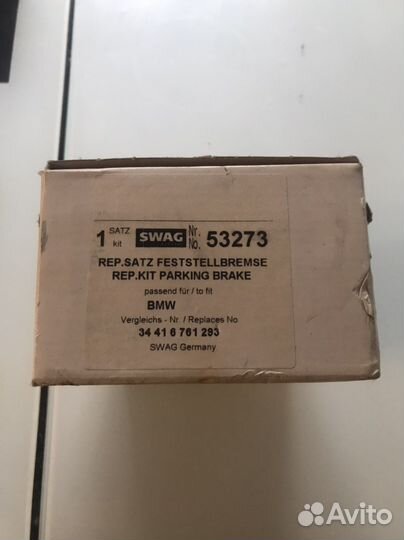 1 SATZ kit SWAG Nr. No. 53273
REP.SATZ FESTSTELLBREMSE
REP.KIT PARKING BRAKE
passend für / to fit
BMW
Vergleichs - Nr. / Replaces No
34 41 6 761 293
SWAG Germany
Avito